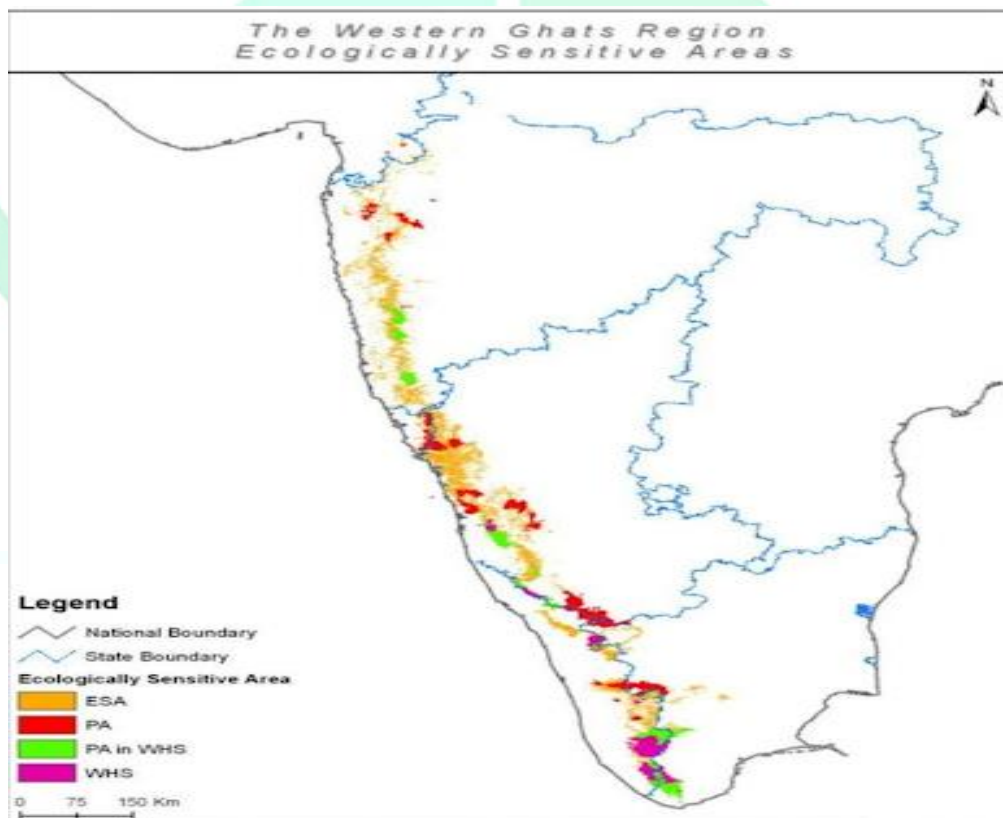 The Western Ghats Region
Ecologically Sensitive Areas
N
Legend
National Boundary
State Boundary
Ecologically Sensitive Area
ESA
PA
PA in WHS
WHS
0 75 150 Km